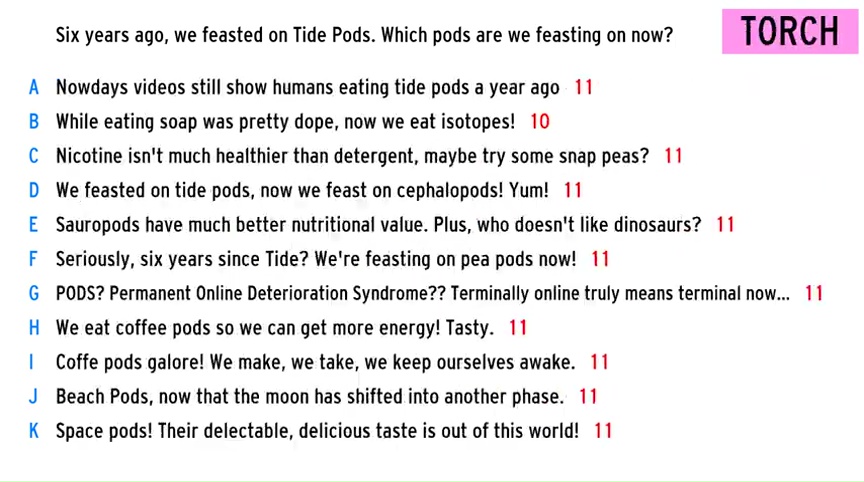 Six years ago, we feasted on Tide Pods. Which pods are we feasting on now?
TORCH
A Nowdays videos still show humans eating tide pods a year ago 11
B While eating soap was pretty dope, now we eat isotopes! 10
C Nicotine isn't much healthier than detergent, maybe try some snap peas? 11
D We feasted on tide pods, now we feast on cephalopods! Yum! 11
E Sauropods have much better nutritional value. Plus, who doesn't like dinosaurs? 11
F Seriously, six years since Tide? We're feasting on pea pods now! 11
G PODS? Permanent Online Deterioration Syndrome?? Terminally online truly means terminal now... 11
H We eat coffee pods so we can get more energy! Tasty. 11
I Coffe pods galore! We make, we take, we keep ourselves awake. 11
J Beach Pods, now that the moon has shifted into another phase. 11
K Space pods! Their delectable, delicious taste is out of this world! 11